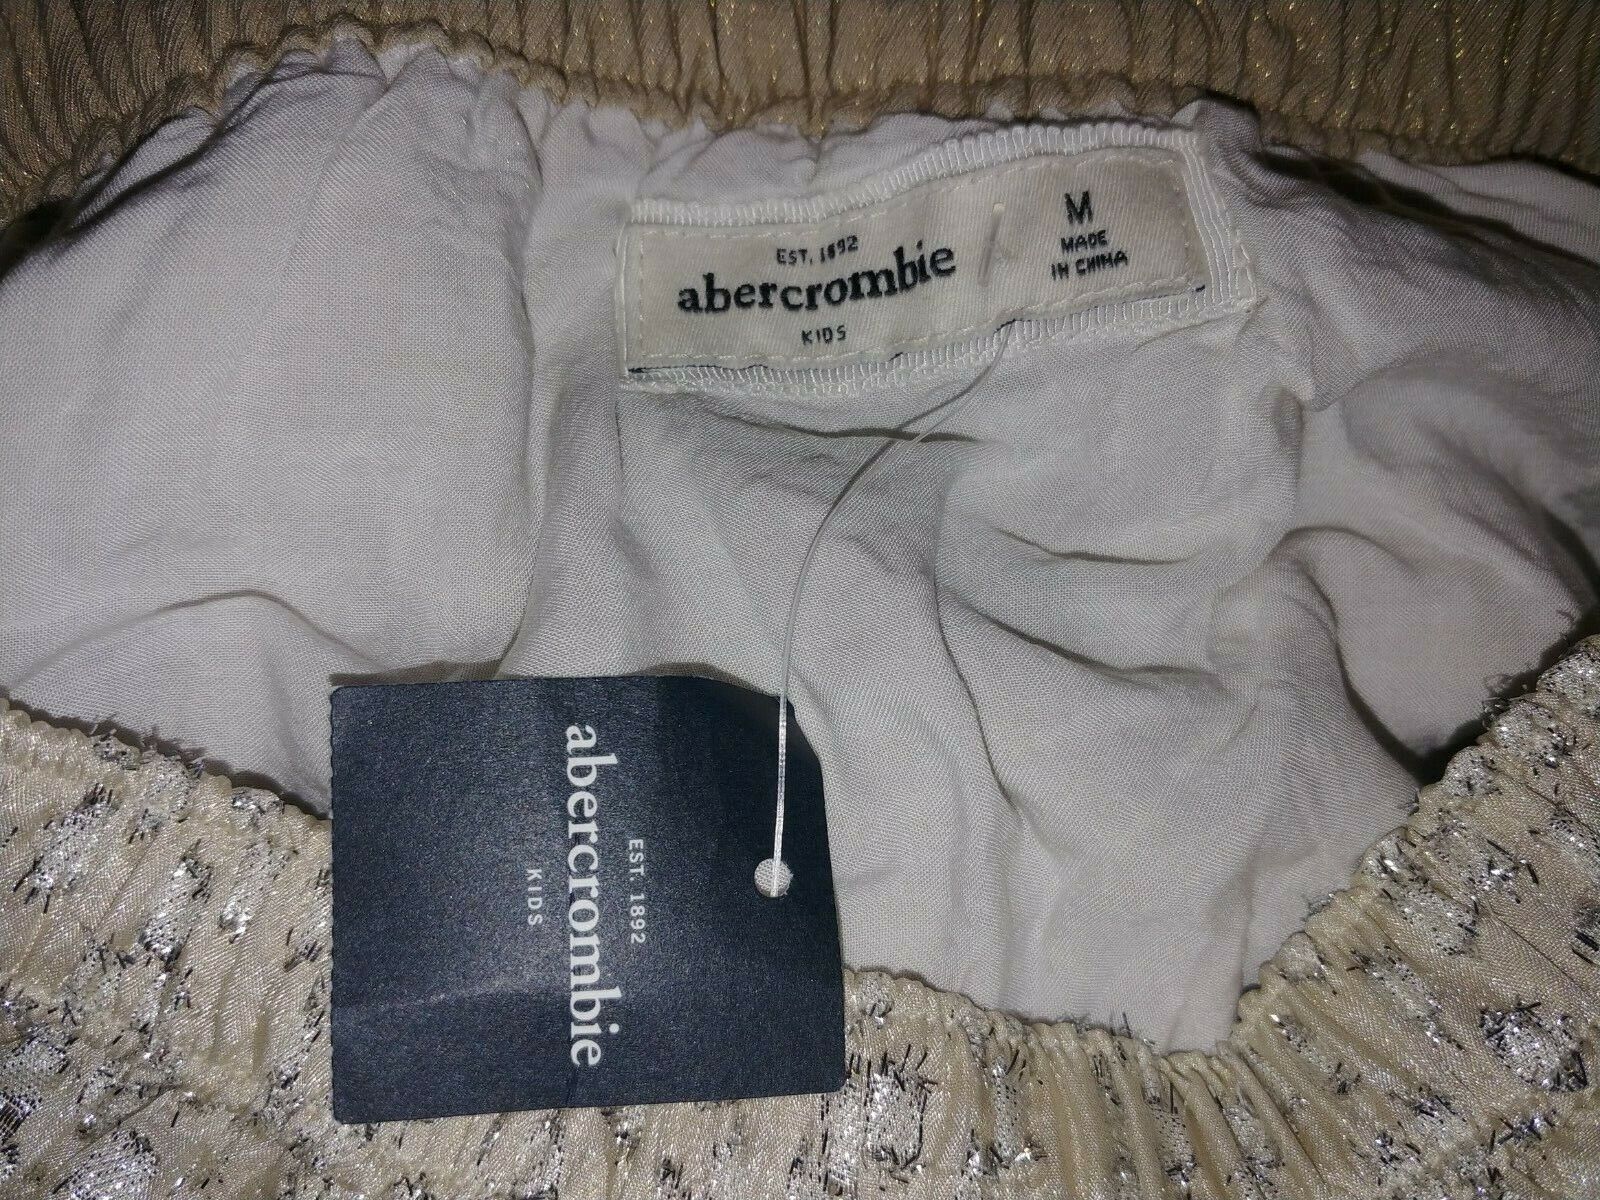 EST. 1892
abercrombie
KIDS
M
MADE
IN CHINA
EST. 1892
abercrombie
KIDS